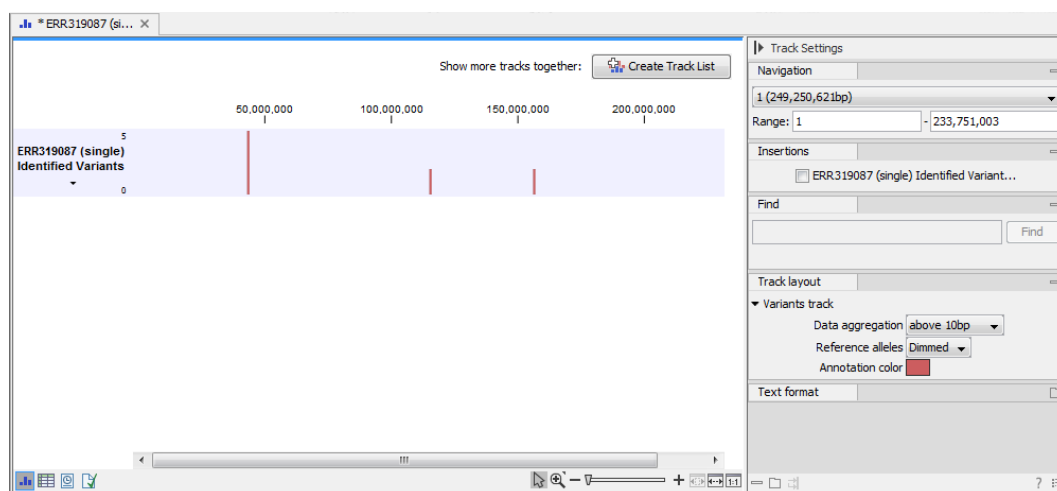 * ERR319087 (si...
Show more tracks together: Create Track List
50,000,000 100,000,000 150,000,000 200,000,000
5
ERR319087 (single)
Identified Variants
0
1:1
Track Settings
Navigation
1 (249,250,621bp)
Range: 1 - 233,751,003
Insertions
ERR319087 (single) Identified Variant...
Find
Find
Track layout
Variants track
Data aggregation above 10bp
Reference alleles Dimmed
Annotation color
Text format
?